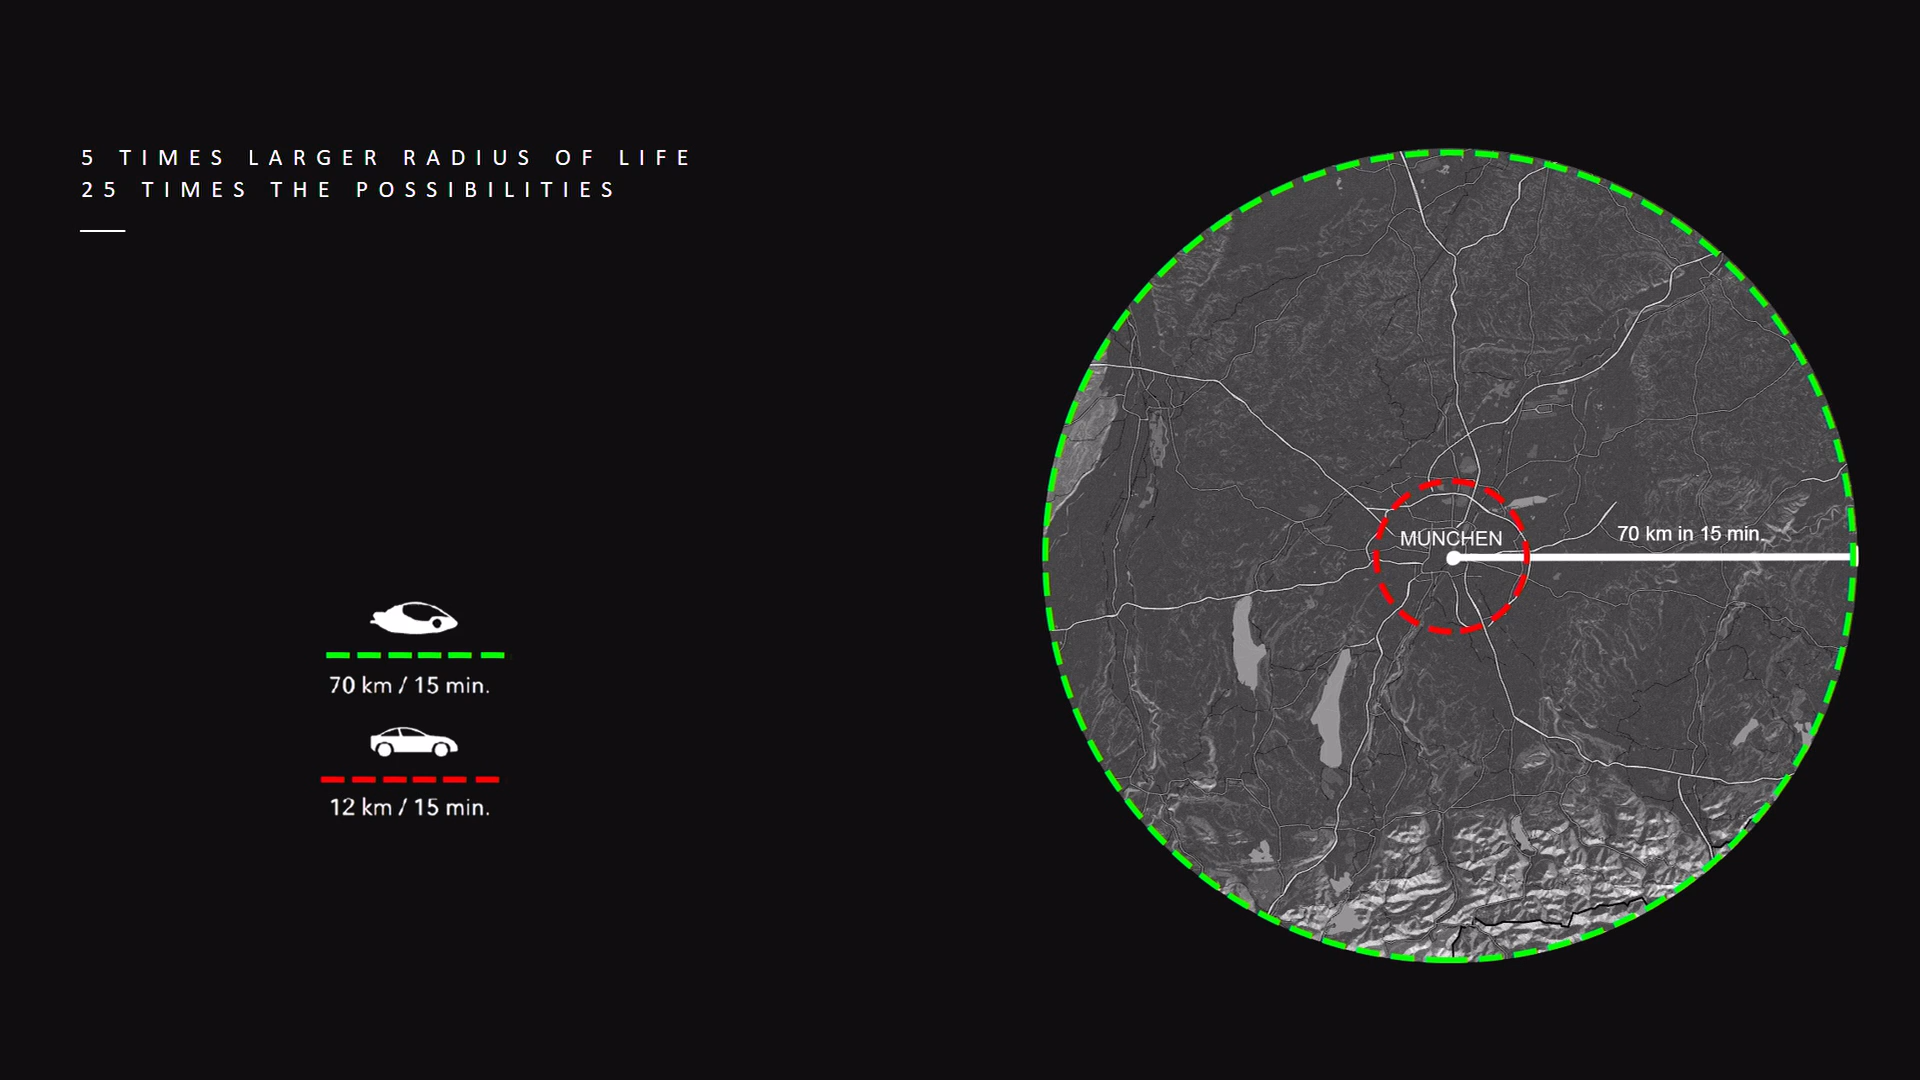 5 TIMES LARGER RADIUS OF LIFE
25 TIMES THE POSSIBILITIES
70 km / 15 min.
12 km / 15 min.
MÜNCHEN
70 km in 15 min.